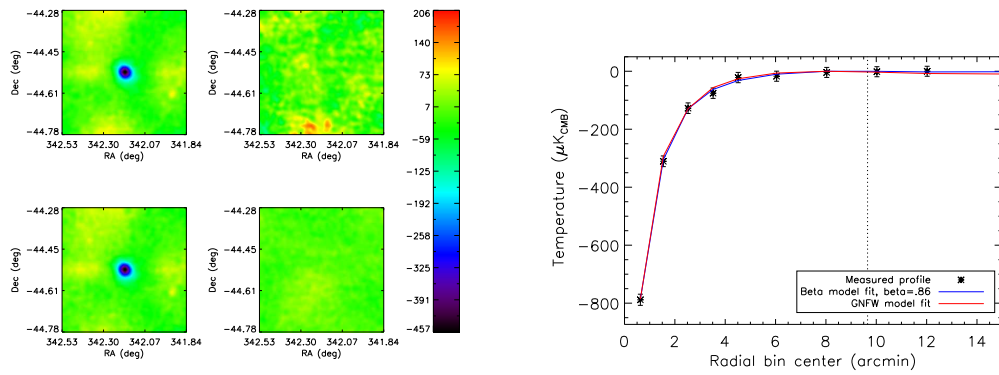 −44.28
−44.45
−44.61
−44.78
Dec (deg)
342.53 342.30 342.07 341.84
RA (deg)
−44.28
−44.45
−44.61
−44.78
Dec (deg)
342.53 342.30 342.07 341.84
RA (deg)
−44.28
−44.45
−44.61
−44.78
Dec (deg)
342.53 342.30 342.07 341.84
RA (deg)
−44.28
−44.45
−44.61
−44.78
Dec (deg)
342.53 342.30 342.07 341.84
RA (deg)
206
140
73
7
−59
−125
−192
−258
−325
−391
−457
0
−200
−400
−600
−800
Temperature (μK_CMB)
Measured profile
Beta model fit, beta=.86
GNFW model fit
0 2 4 6 8 10 12 14
Radial bin center (arcmin)